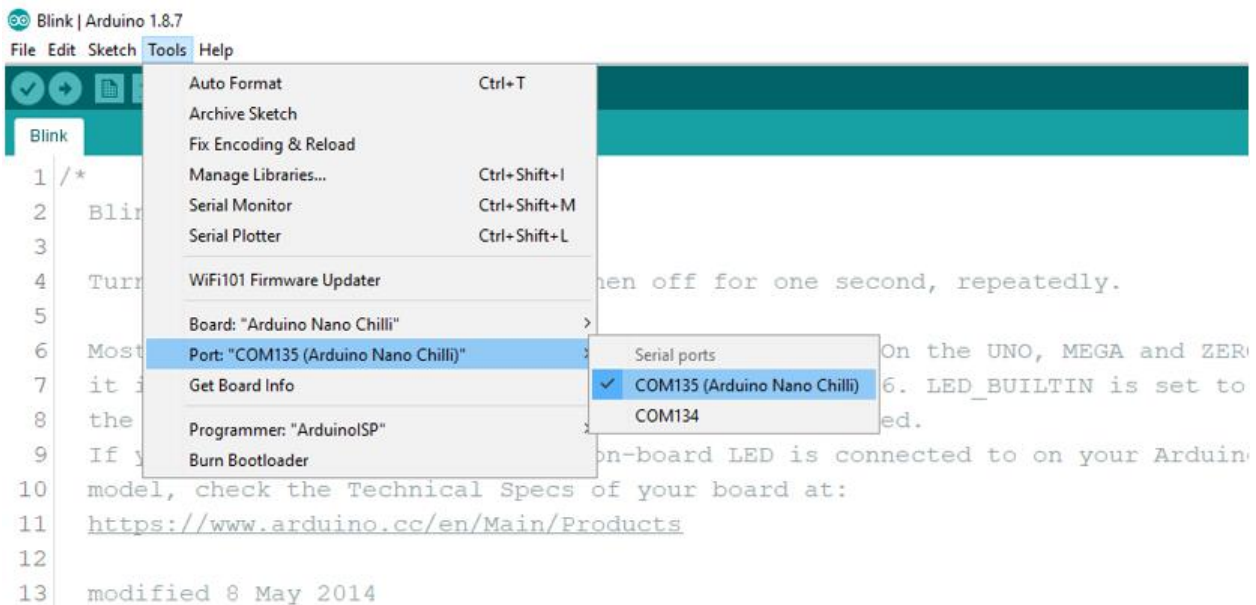 Blink | Arduino 1.8.7
File Edit Sketch Tools Help
Auto Format Ctrl+T
Archive Sketch
Fix Encoding & Reload
Manage Libraries... Ctrl+Shift+I
Serial Monitor Ctrl+Shift+M
Serial Plotter Ctrl+Shift+L
WiFi101 Firmware Updater
Board: "Arduino Nano Chilli"
Port: "COM135 (Arduino Nano Chilli)"
Get Board Info
Programmer: "ArduinoISP"
Burn Bootloader
Serial ports
COM135 (Arduino Nano Chilli)
COM134
Blink
1 /*
2
3
4 off for one second, repeatedly.
5
6 Most On the UNO, MEGA and
7 it 6. LED_BUILTIN is set to
8 the
9 If on-board LED is connected to on your
10 model, check the Technical Specs of your board at:
11 https://www.arduino.cc/en/Main/Products
12
13 modified 8 May 2014